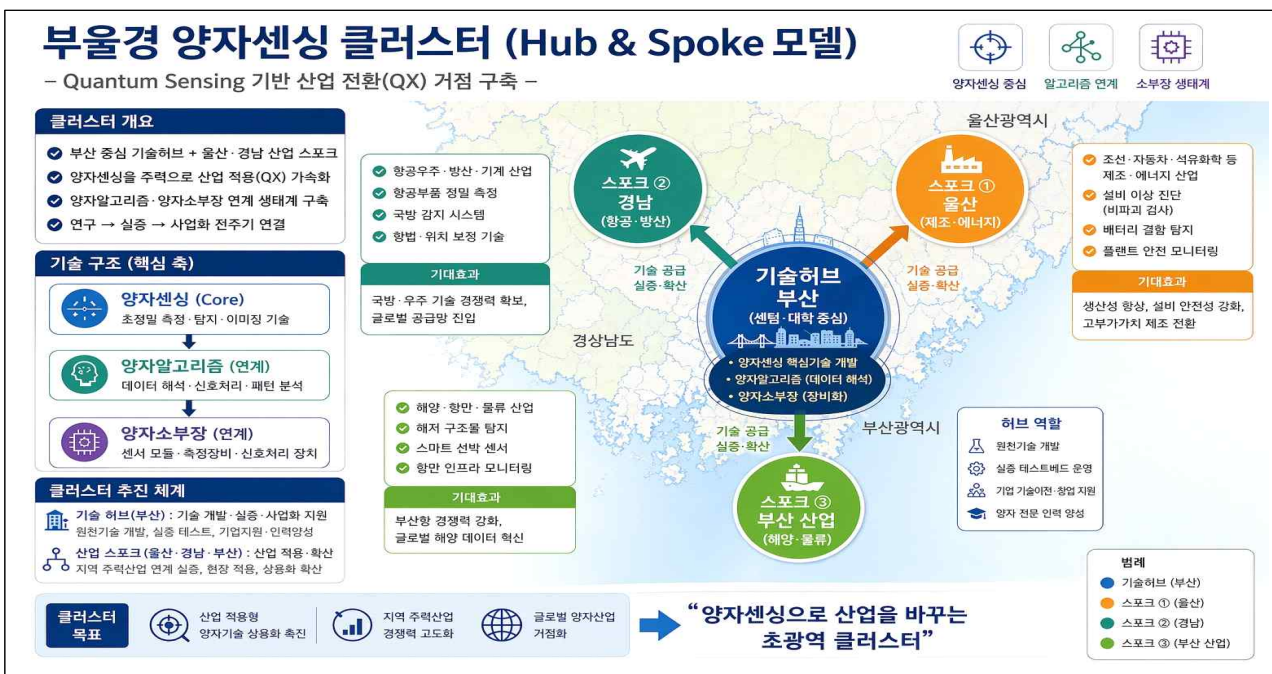 부울경 양자센싱 클러스터 (Hub & Spoke 모델)
– Quantum Sensing 기반 산업 전환(QX) 거점 구축 –
양자센싱 중심
알고리즘 연계
소부장 생태계
클러스터 개요
부산 중심 기술허브 + 울산·경남 산업 스포크
양자센싱을 주력으로 산업 적용(QX) 가속화
양자알고리즘·양자소부장 연계 생태계 구축
연구 → 실증 → 사업화 전주기 연결
기술 구조 (핵심 축)
양자센싱 (Core)
초정밀 측정·탐지·이미징 기술
양자알고리즘 (연계)
데이터 해석·신호처리·패턴 분석
양자소부장 (연계)
센서 모듈·측정장비·신호처리 장치
클러스터 추진 체계
기술 허브(부산) : 기술 개발·실증·사업화 지원
원천기술 개발, 실증 테스트, 기업지원·인력양성
산업 스포크(울산·경남·부산) : 산업 적용·확산
지역 주력산업 연계 실증, 현장 적용, 상용화 확산
항공우주·방산·기계 산업
항공부품 정밀 측정
국방 감지 시스템
항법·위치 보정 기술
기대효과
국방·우주 기술 경쟁력 확보,
글로벌 공급망 진입
스포크 ②
경남
(항공·방산)
기술 공급
실증·확산
울산광역시
스포크 ①
울산
(제조·에너지)
기술 공급
실증·확산
조선·자동차·석유화학 등
제조·에너지 산업
설비 이상 진단
(비파괴 검사)
배터리 결함 탐지
플랜트 안전 모니터링
기대효과
생산성 향상, 설비 안전성 강화,
고부가가치 제조 전환
기술허브
부산
(센텀·대학 중심)
• 양자센싱 핵심기술 개발
• 양자알고리즘 (데이터 해석)
• 양자소부장 (장비화)
경상남도
부산광역시
해양·항만·물류 산업
해저 구조물 탐지
스마트 선박 센서
항만 인프라 모니터링
기대효과
부산항 경쟁력 강화,
글로벌 해양 데이터 혁신
기술 공급
실증·확산
스포크 ③
부산 산업
(해양·물류)
허브 역할
원천기술 개발
실증 테스트베드 운영
기업 기술이전·창업 지원
양자 전문 인력 양성
범례
기술허브 (부산)
스포크 ① (울산)
스포크 ② (경남)
스포크 ③ (부산 산업)
클러스터
목표
산업 적용형
양자기술 상용화 촉진
지역 주력산업
경쟁력 고도화
글로벌 양자산업
거점화
“양자센싱으로 산업을 바꾸는
초광역 클러스터”